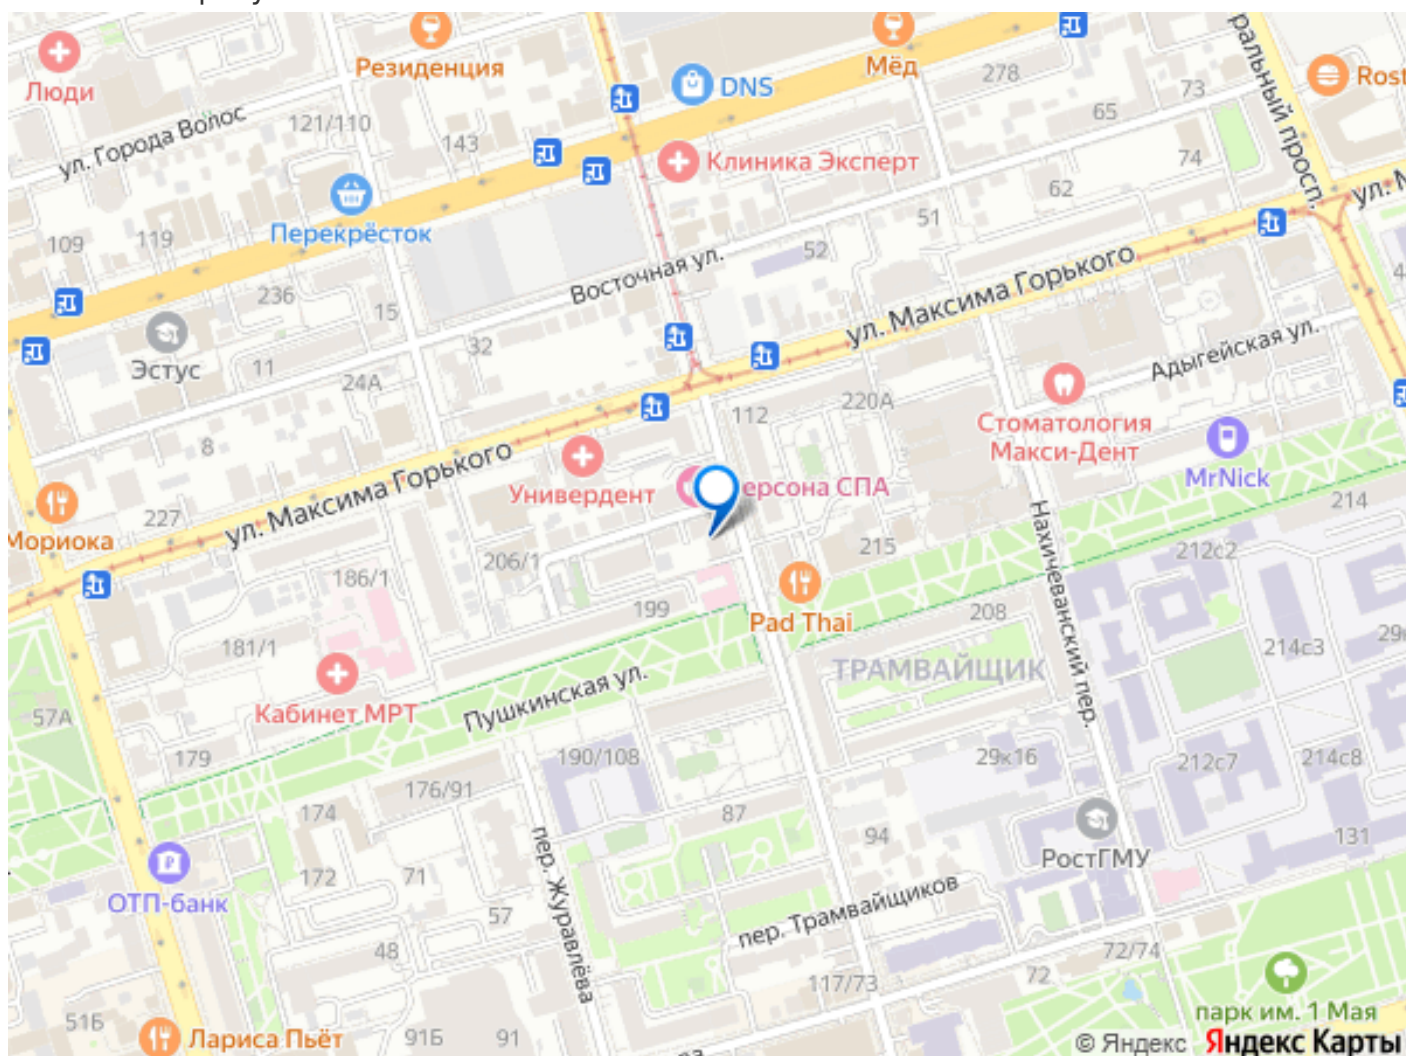 Люди
Резиденция
Мёд
DNS
278
73
Rost
ральный просп.
ул. Города Волос
121/110
143
65
Клиника Эксперт
74
62
Перекрёсток
109
119
51
52
Восточная ул.
236
15
ул. Максима Горького
Эстус
11
32
24А
Адыгейская ул.
220А
112
8
Стоматология
Макси-Дент
MrNick
ул. Максима Горького
Универдент
ерсона СПА
Мориока
227
214
Нахичеванский пер.
206/1
215
212с2
186/1
199
Pad Thai
208
181/1
214с3
ТРАМВАЙЩИК
Пушкинская ул.
57А
Кабинет МРТ
179
190/108
29к16
212с7
214с8
176/91
174
87
94
131
РостГМУ
пер. Журавлёва
ОТП-банк
172
71
57
пер. Трамвайщиков
48
72/74
117/73
72
51Б
парк им. 1 Мая
Лариса Пьёт
91Б
91
© Яндекс Яндекс Карты